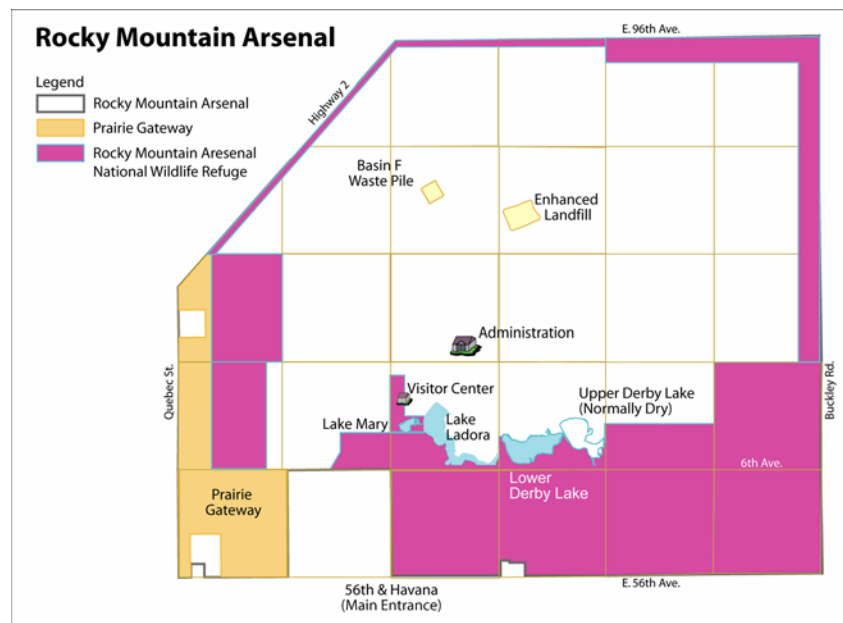 Rocky Mountain Arsenal
Legend
Rocky Mountain Arsenal
Prairie Gateway
Rocky Mountain Aresenal
National Wildlife Refuge
E. 96th Ave.
Highway 2
Basin F
Waste Pile
Enhanced
Landfill
Administration
Quebec St.
Buckley Rd.
Visitor Center
Upper Derby Lake
(Normally Dry)
Lake Mary
Lake
Ladora
6th Ave.
Lower
Derby Lake
Prairie
Gateway
E. 56th Ave.
56th & Havana
(Main Entrance)